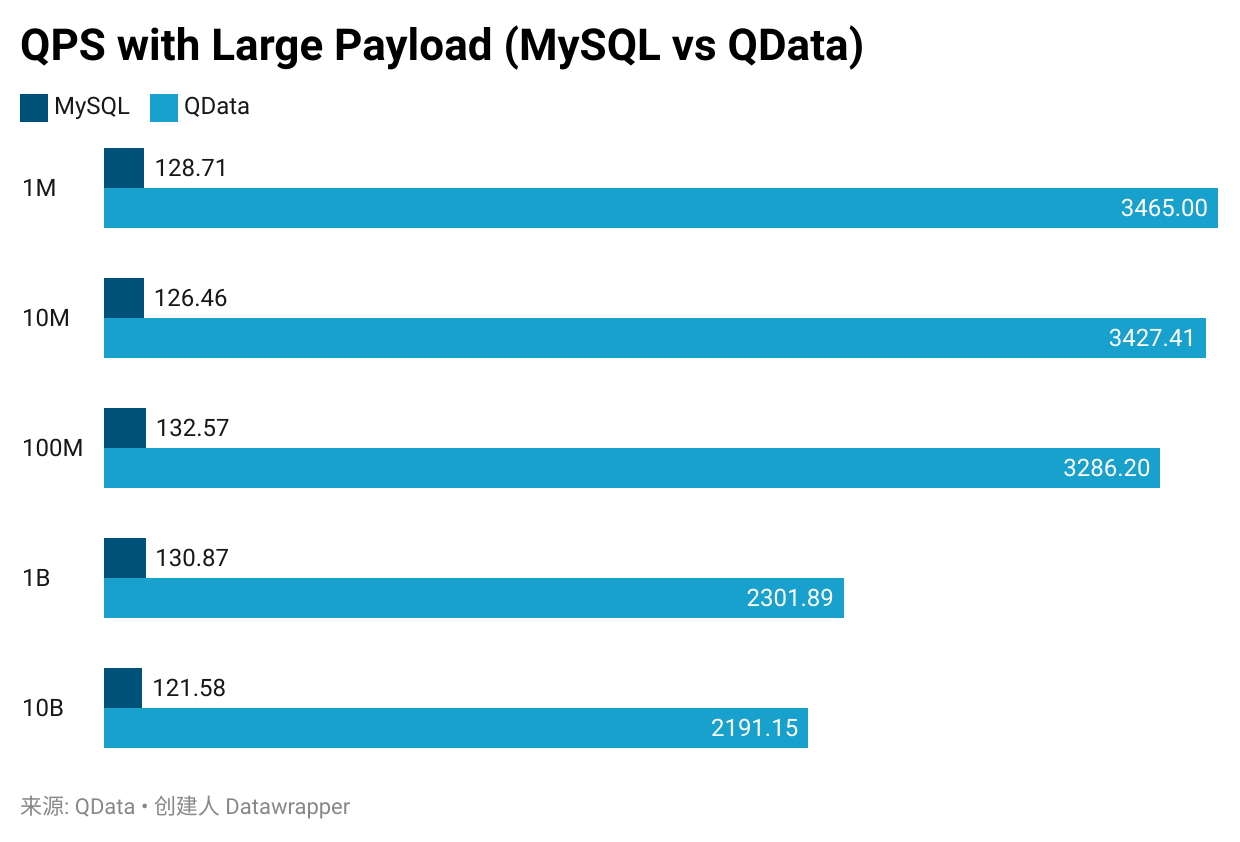 QPS with Large Payload (MySQL vs QData)
MySQL QData
1M
128.71
3465.00
10M
126.46
3427.41
100M
132.57
3286.20
1B
130.87
2301.89
10B
121.58
2191.15
来源: QData • 创建人 Datawrapper